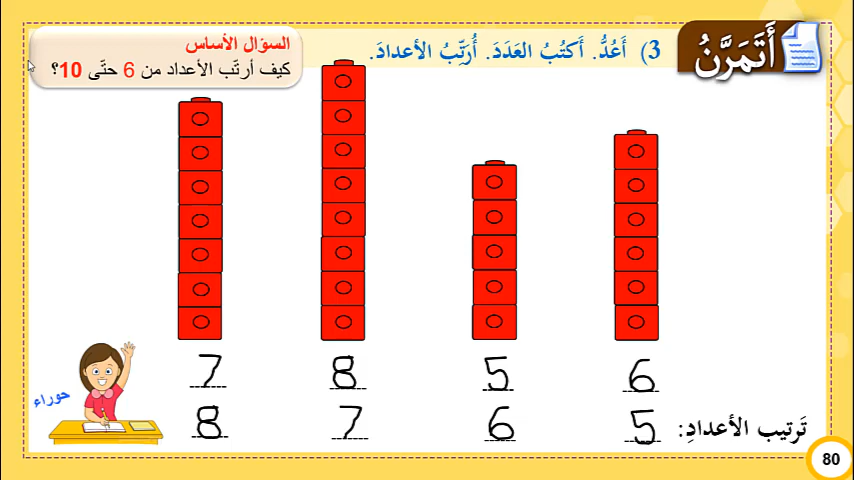 أَتَمَرَّنُ
3) أَعُدُّ. أَكتُبُ العَدَدَ. أُرَتِّبُ الأعدادَ.
السؤال الأساس
كيف أرتّب الأعداد من 6 حتّى 10؟
6 5 8 7
تَرتيب الأعدادِ: 5 6 7 8
حوراء
80